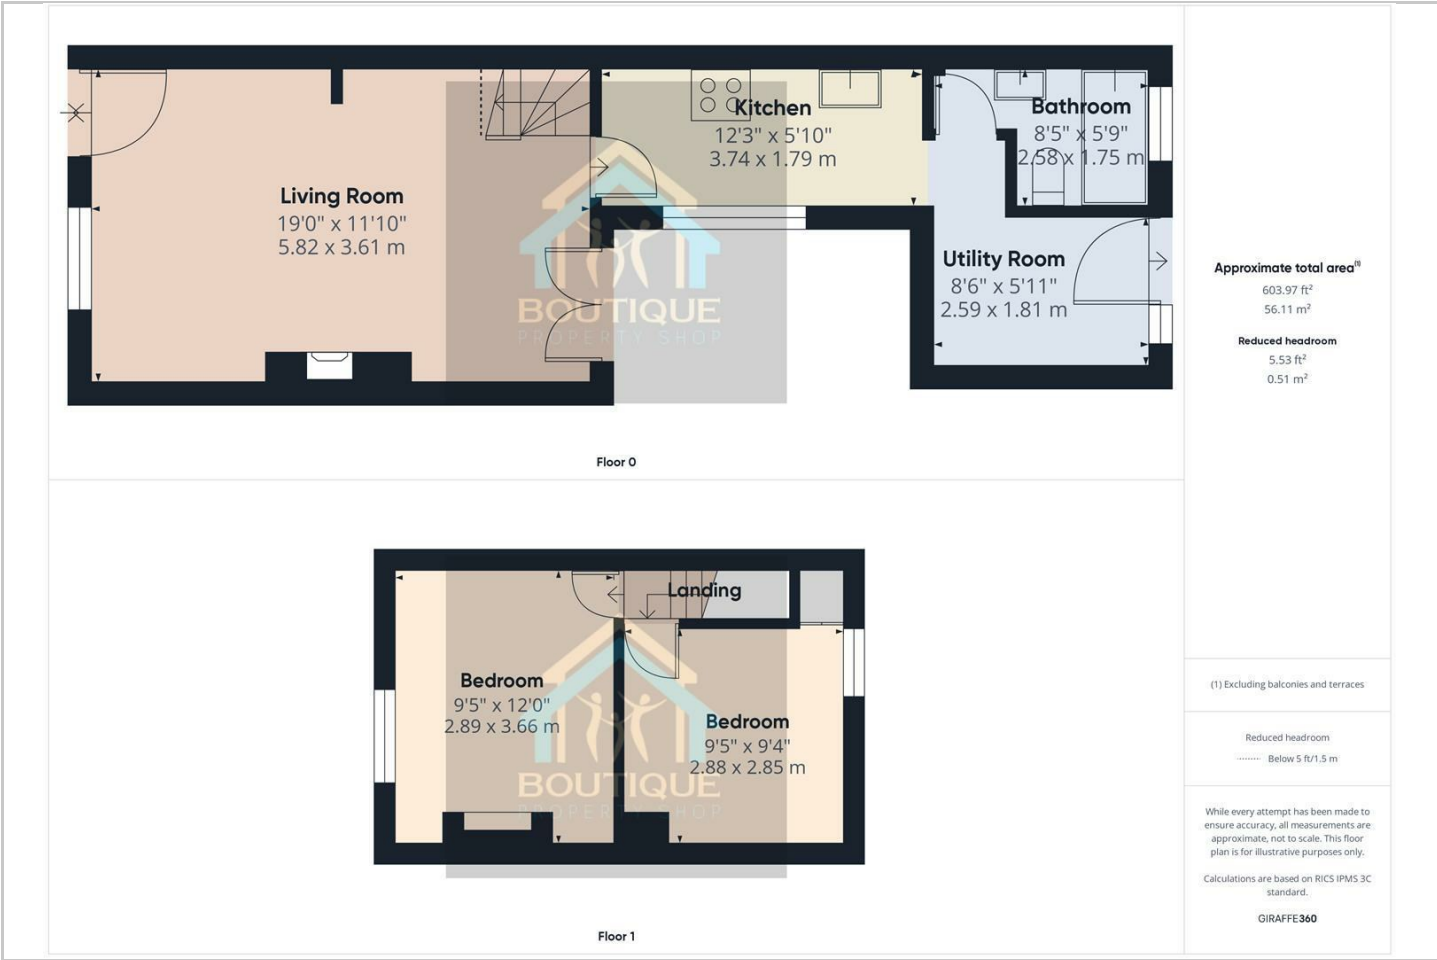 Living Room
19'0" x 11'10"
5.82 x 3.61 m
Kitchen
12'3" x 5'10"
3.74 x 1.79 m
Bathroom
8'5" x 5'9"
2.58 x 1.75 m
Utility Room
8'6" x 5'11"
2.59 x 1.81 m
BOUTIQUE
PROPERTY SHOP
Floor 0
Landing
Bedroom
9'5" x 12'0"
2.89 x 3.66 m
Bedroom
9'5" x 9'4"
2.88 x 2.85 m
BOUTIQUE
PROPERTY SHOP
Floor 1
Approximate total area(1)
603.97 ft²
56.11 m²
Reduced headroom
5.53 ft²
0.51 m²
(1) Excluding balconies and terraces
Reduced headroom
Below 5 ft/1.5 m
While every attempt has been made to
ensure accuracy, all measurements are
approximate, not to scale. This floor
plan is for illustrative purposes only.
Calculations are based on RICS IPMS 3C
standard.
GIRAFFE360